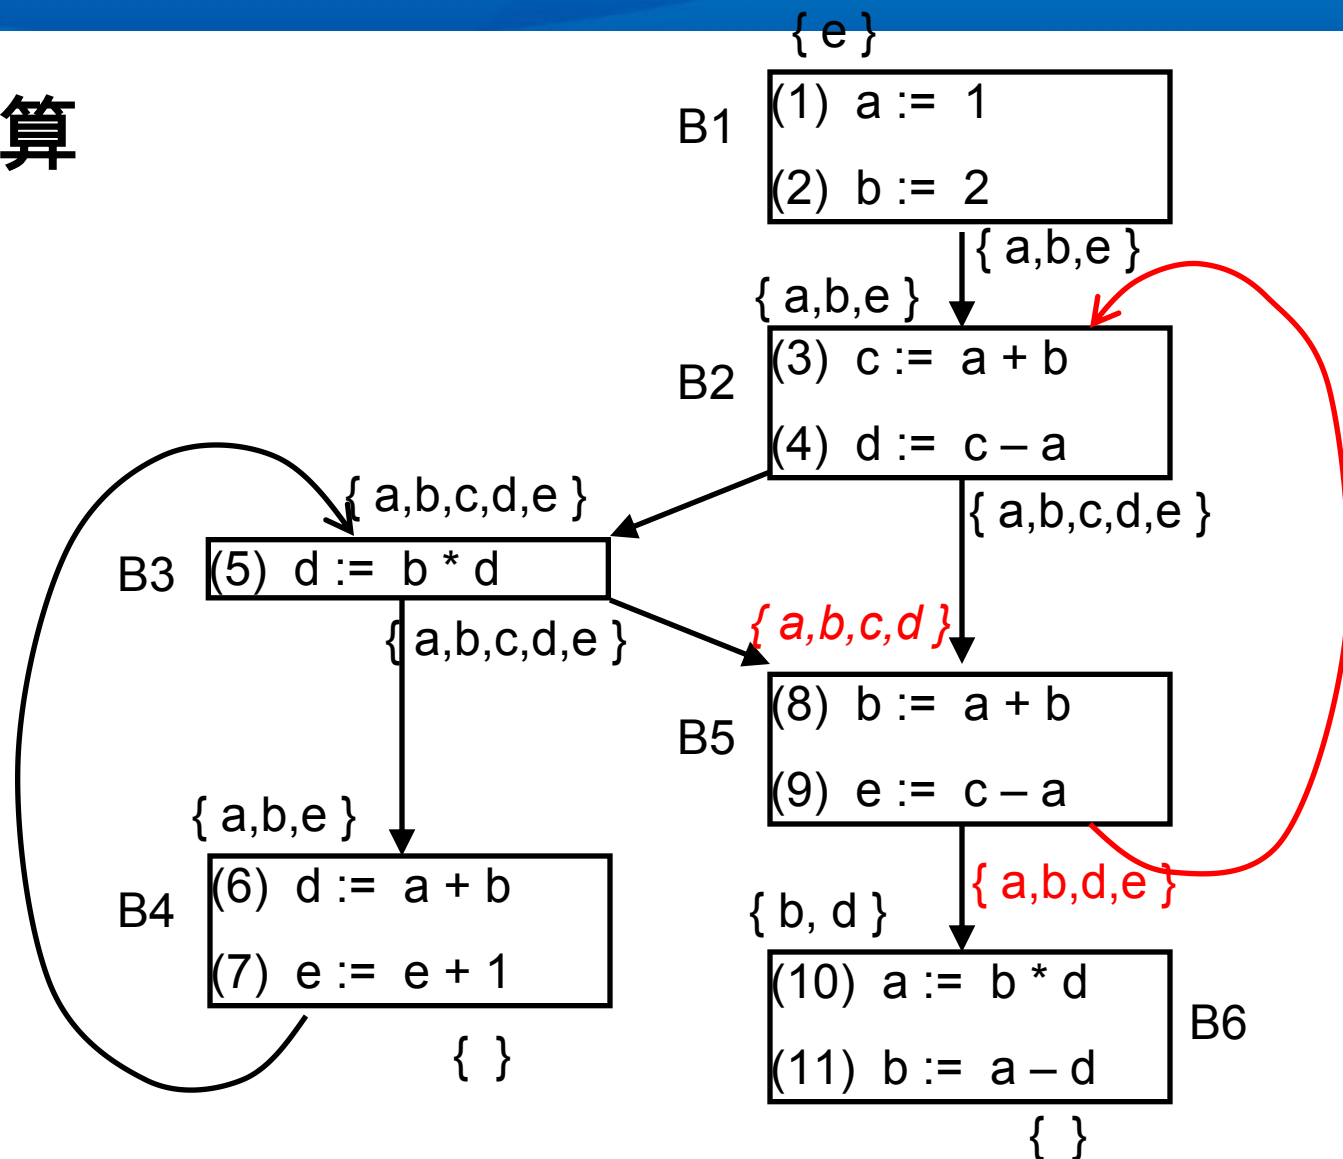 算
{ e }
B1
(1) a := 1
(2) b := 2
{ a,b,e }
{ a,b,e }
B2
(3) c := a + b
(4) d := c – a
{ a,b,c,d,e }
{ a,b,c,d,e }
B3
(5) d := b * d
{ a,b,c,d,e }
{ a,b,c,d }
B5
(8) b := a + b
(9) e := c – a
{ a,b,e }
B4
(6) d := a + b
(7) e := e + 1
{ }
{ a,b,d,e }
{ b, d }
(10) a := b * d
(11) b := a – d
B6
{ }